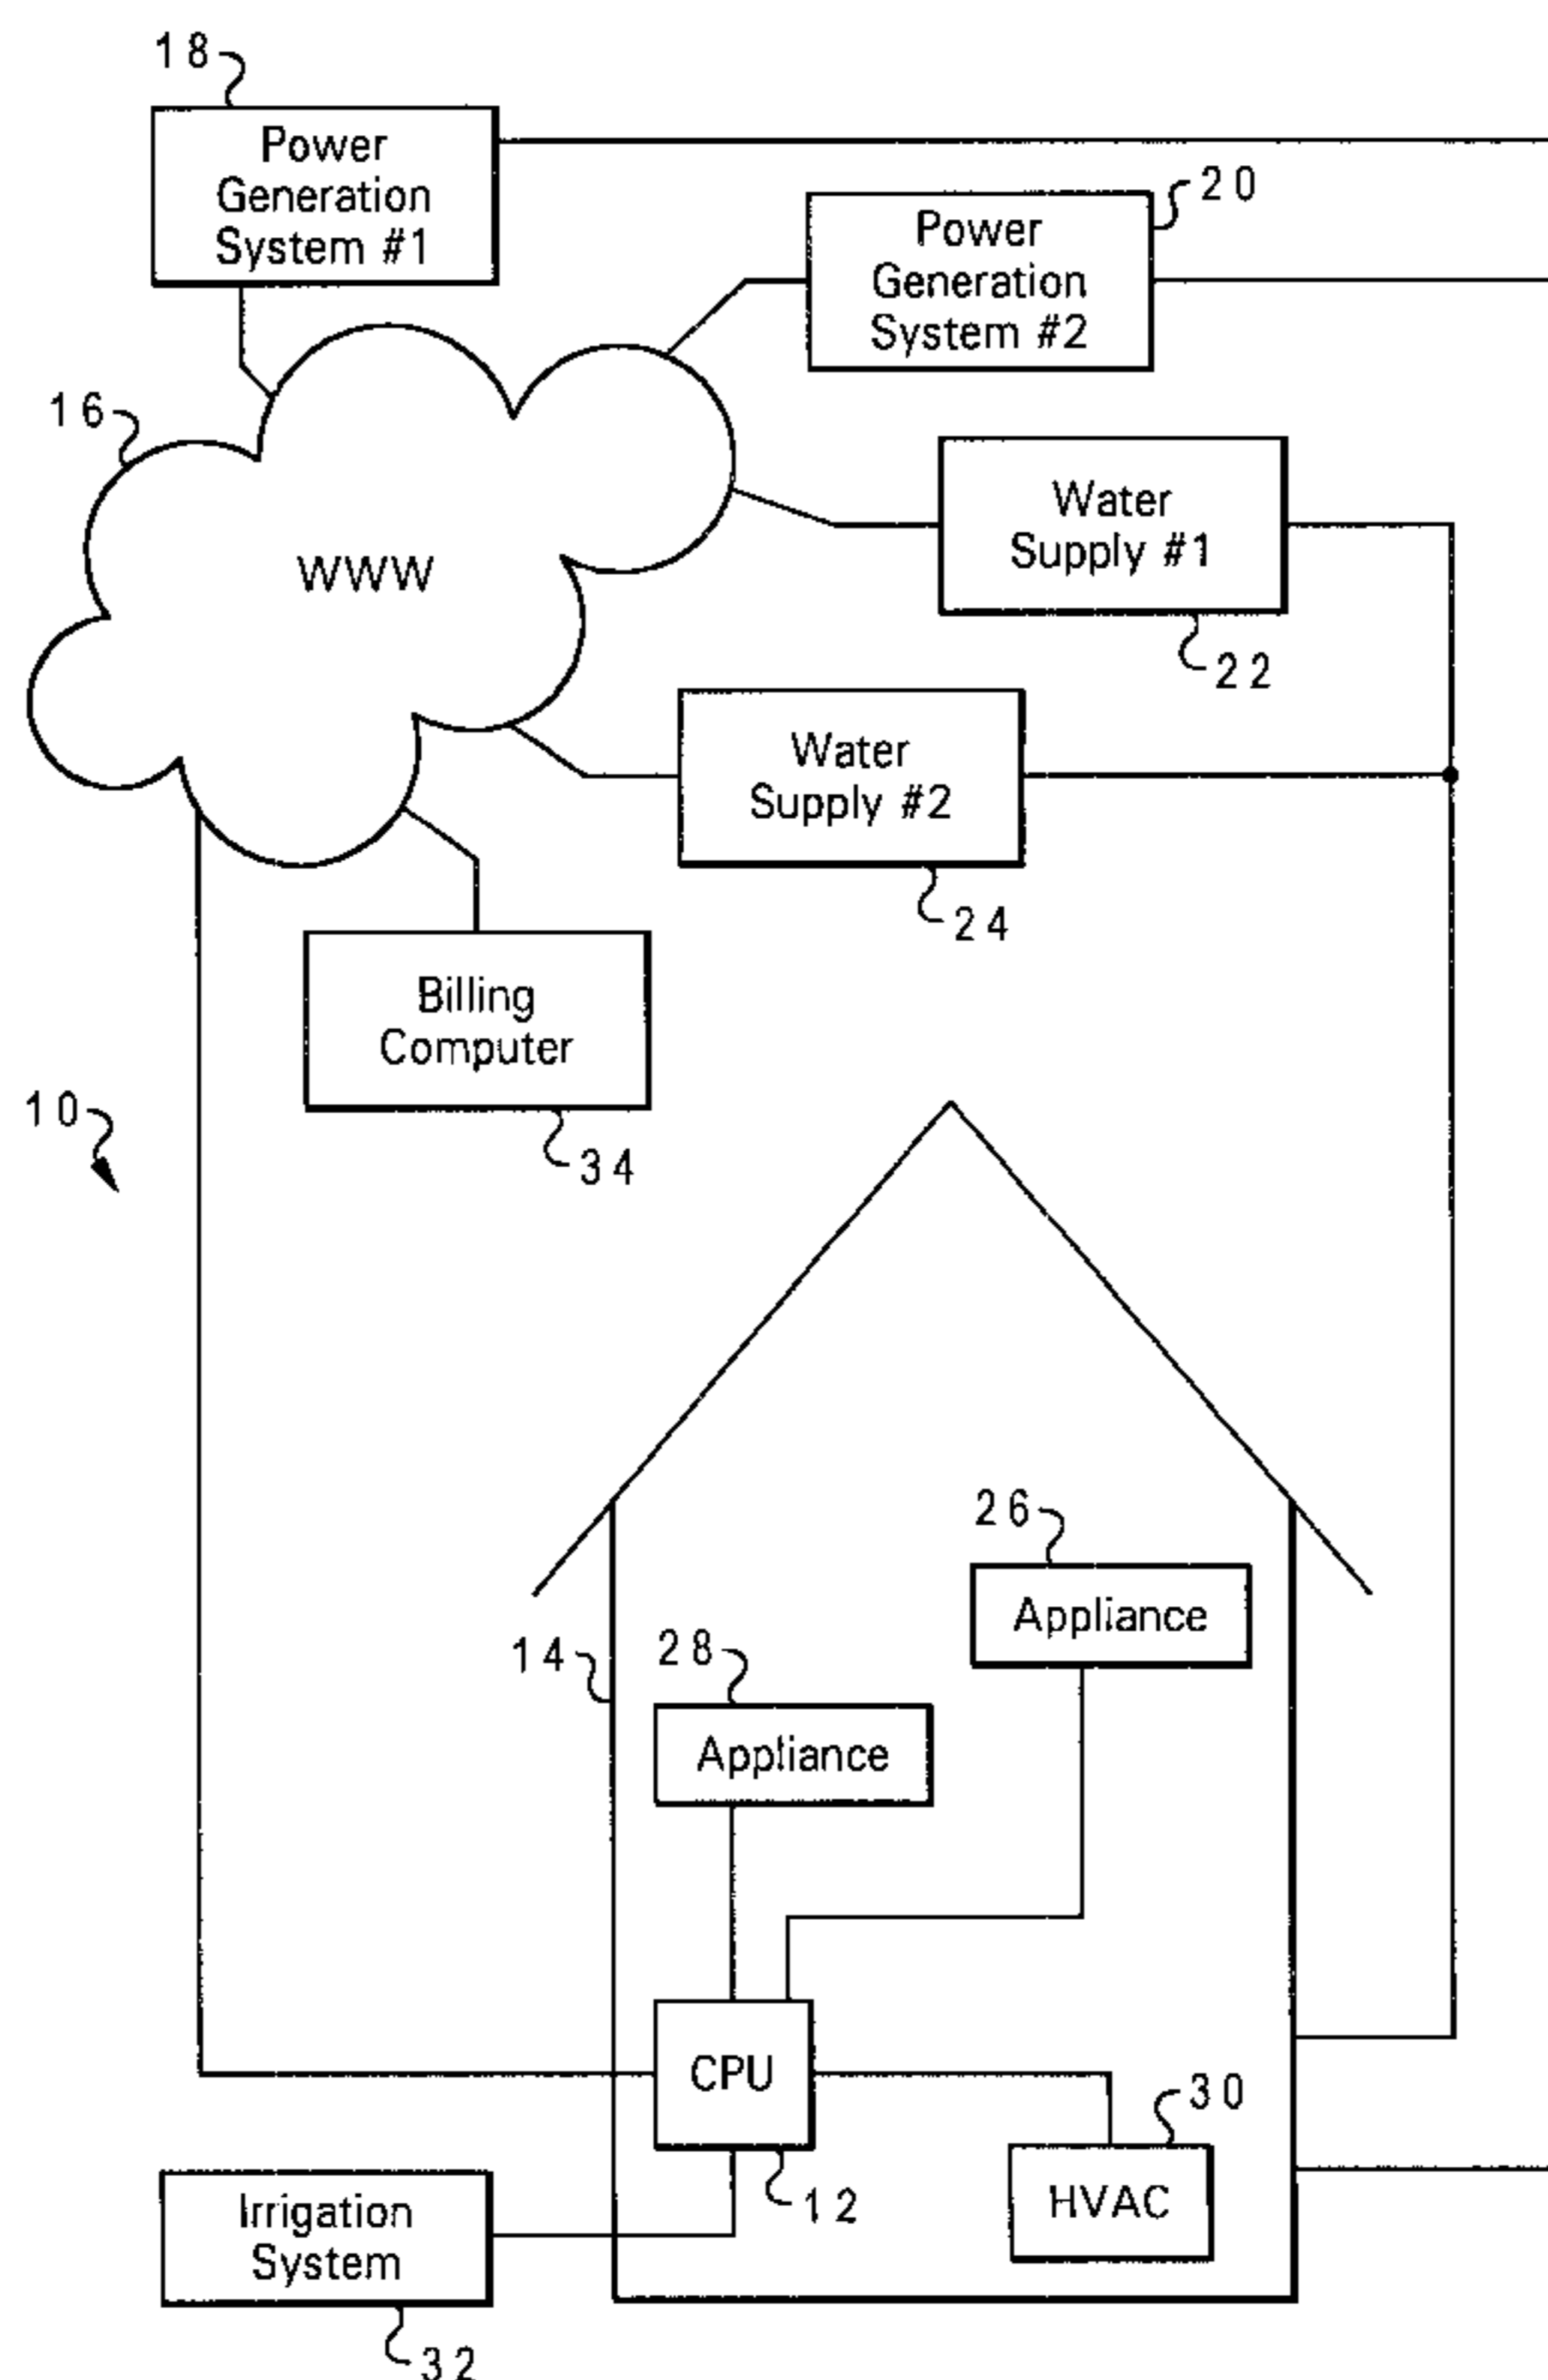 18
Power
Generation
System #1
20
Power
Generation
System #2
16
WWW
Water
Supply #1
22
Water
Supply #2
24
Billing
Computer
34
10
26
Appliance
14
28
Appliance
CPU
30
HVAC
12
Irrigation
System
32